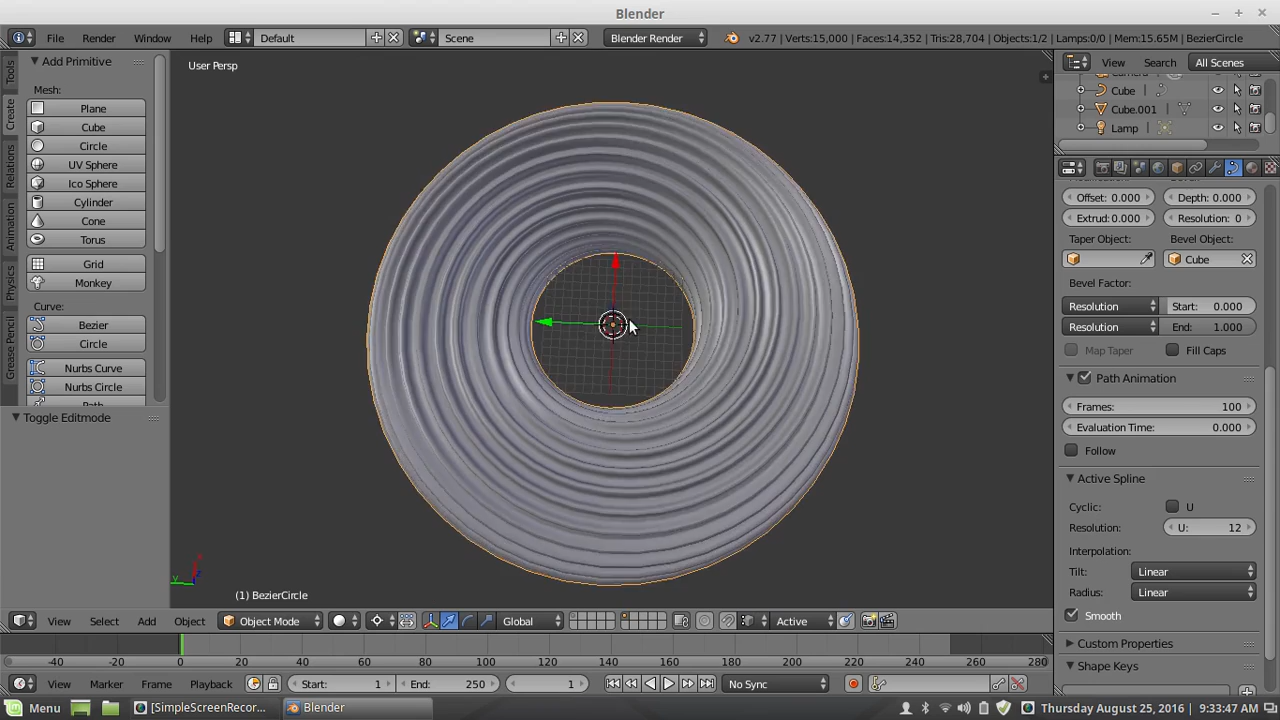 Blender
File Render Window Help Default Scene Blender Render v2.77 | Verts:15,000 | Faces:14,352 | Tris:28,704 | Objects:1/2 | Lamps:0/0 | Mem:15.65M | BezierCircle
Tools
Create
Relations
Animation
Physics
Grease Pencil
Add Primitive
Mesh:
Plane
Cube
Circle
UV Sphere
Ico Sphere
Cylinder
Cone
Torus
Grid
Monkey
Curve:
Bezier
Circle
Nurbs Curve
Nurbs Circle
Path
Toggle Editmode
User Persp
(1) BezierCircle
View Search All Scenes
Camera
Cube
Cube.001
Lamp
Offset: 0.000 Depth: 0.000
Extrud:0.000 Resolution: 0
Taper Object: Bevel Object:
Cube
Bevel Factor:
Resolution Start: 0.000
Resolution End: 1.000
Map Taper Fill Caps
Path Animation
Frames: 100
Evaluation Time: 0.000
Follow
Active Spline
Cyclic: U
Resolution: U: 12
Interpolation:
Tilt: Linear
Radius: Linear
Smooth
Custom Properties
Shape Keys
View Select Add Object Object Mode Global Active
-40 -20 0 20 40 60 80 100 120 140 160 180 200 220 240 260 280
View Marker Frame Playback Start: 1 End: 250 1 No Sync
Menu [SimpleScreenRecor... Blender Thursday August 25, 2016 9:33:47 AM